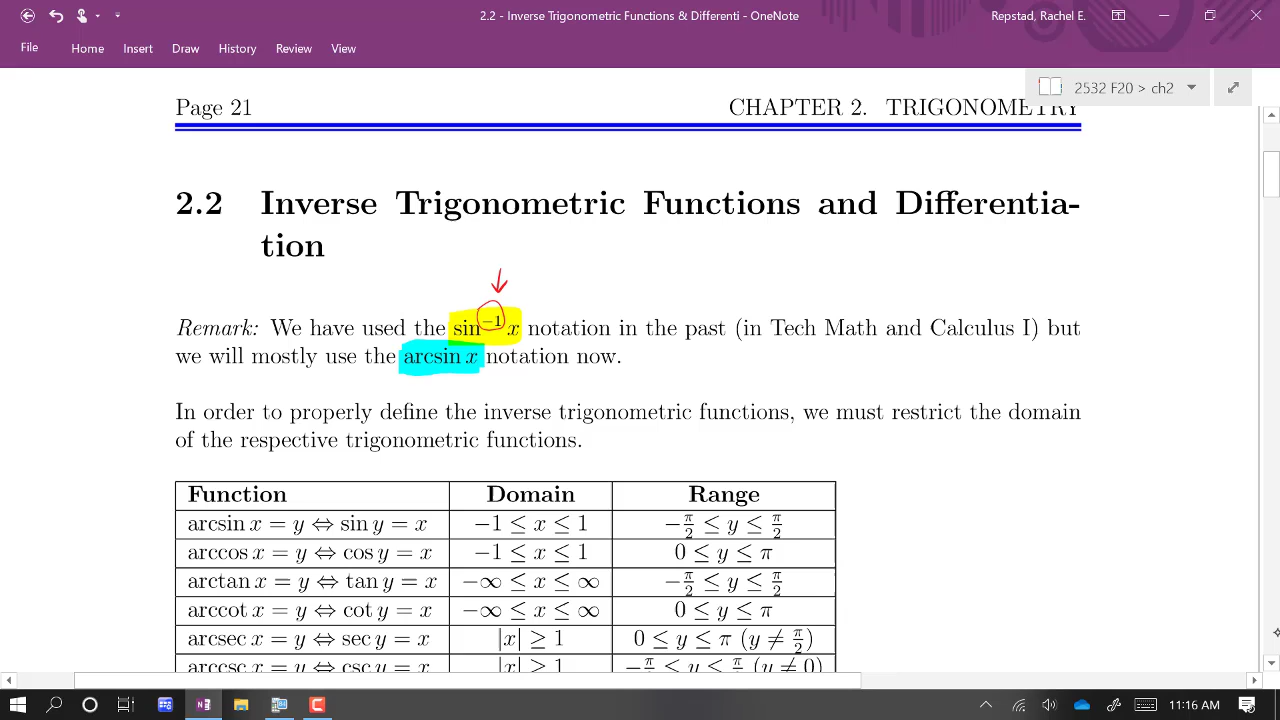 2.2 - Inverse Trigonometric Functions & Differenti - OneNote
Repstad, Rachel E.
File Home Insert Draw History Review View
2532 F20 > ch2
Page 21 CHAPTER 2. TRIGONOMETRY
2.2 Inverse Trigonometric Functions and Differentia-
tion
Remark: We have used the sin⁻¹ x notation in the past (in Tech Math and Calculus I) but
we will mostly use the arcsin x notation now.
In order to properly define the inverse trigonometric functions, we must restrict the domain
of the respective trigonometric functions.
Function Domain Range
arcsin x = y ⇔ sin y = x −1 ≤ x ≤ 1 −π/2 ≤ y ≤ π/2
arccos x = y ⇔ cos y = x −1 ≤ x ≤ 1 0 ≤ y ≤ π
arctan x = y ⇔ tan y = x −∞ ≤ x ≤ ∞ −π/2 ≤ y ≤ π/2
arccot x = y ⇔ cot y = x −∞ ≤ x ≤ ∞ 0 ≤ y ≤ π
arcsec x = y ⇔ sec y = x |x| ≥ 1 0 ≤ y ≤ π (y ≠ π/2)
arccsc x = y ⇔ csc y = x |x| ≥ 1 −π/ ≤ y ≤ π/ (y ≠ 0)
11:16 AM